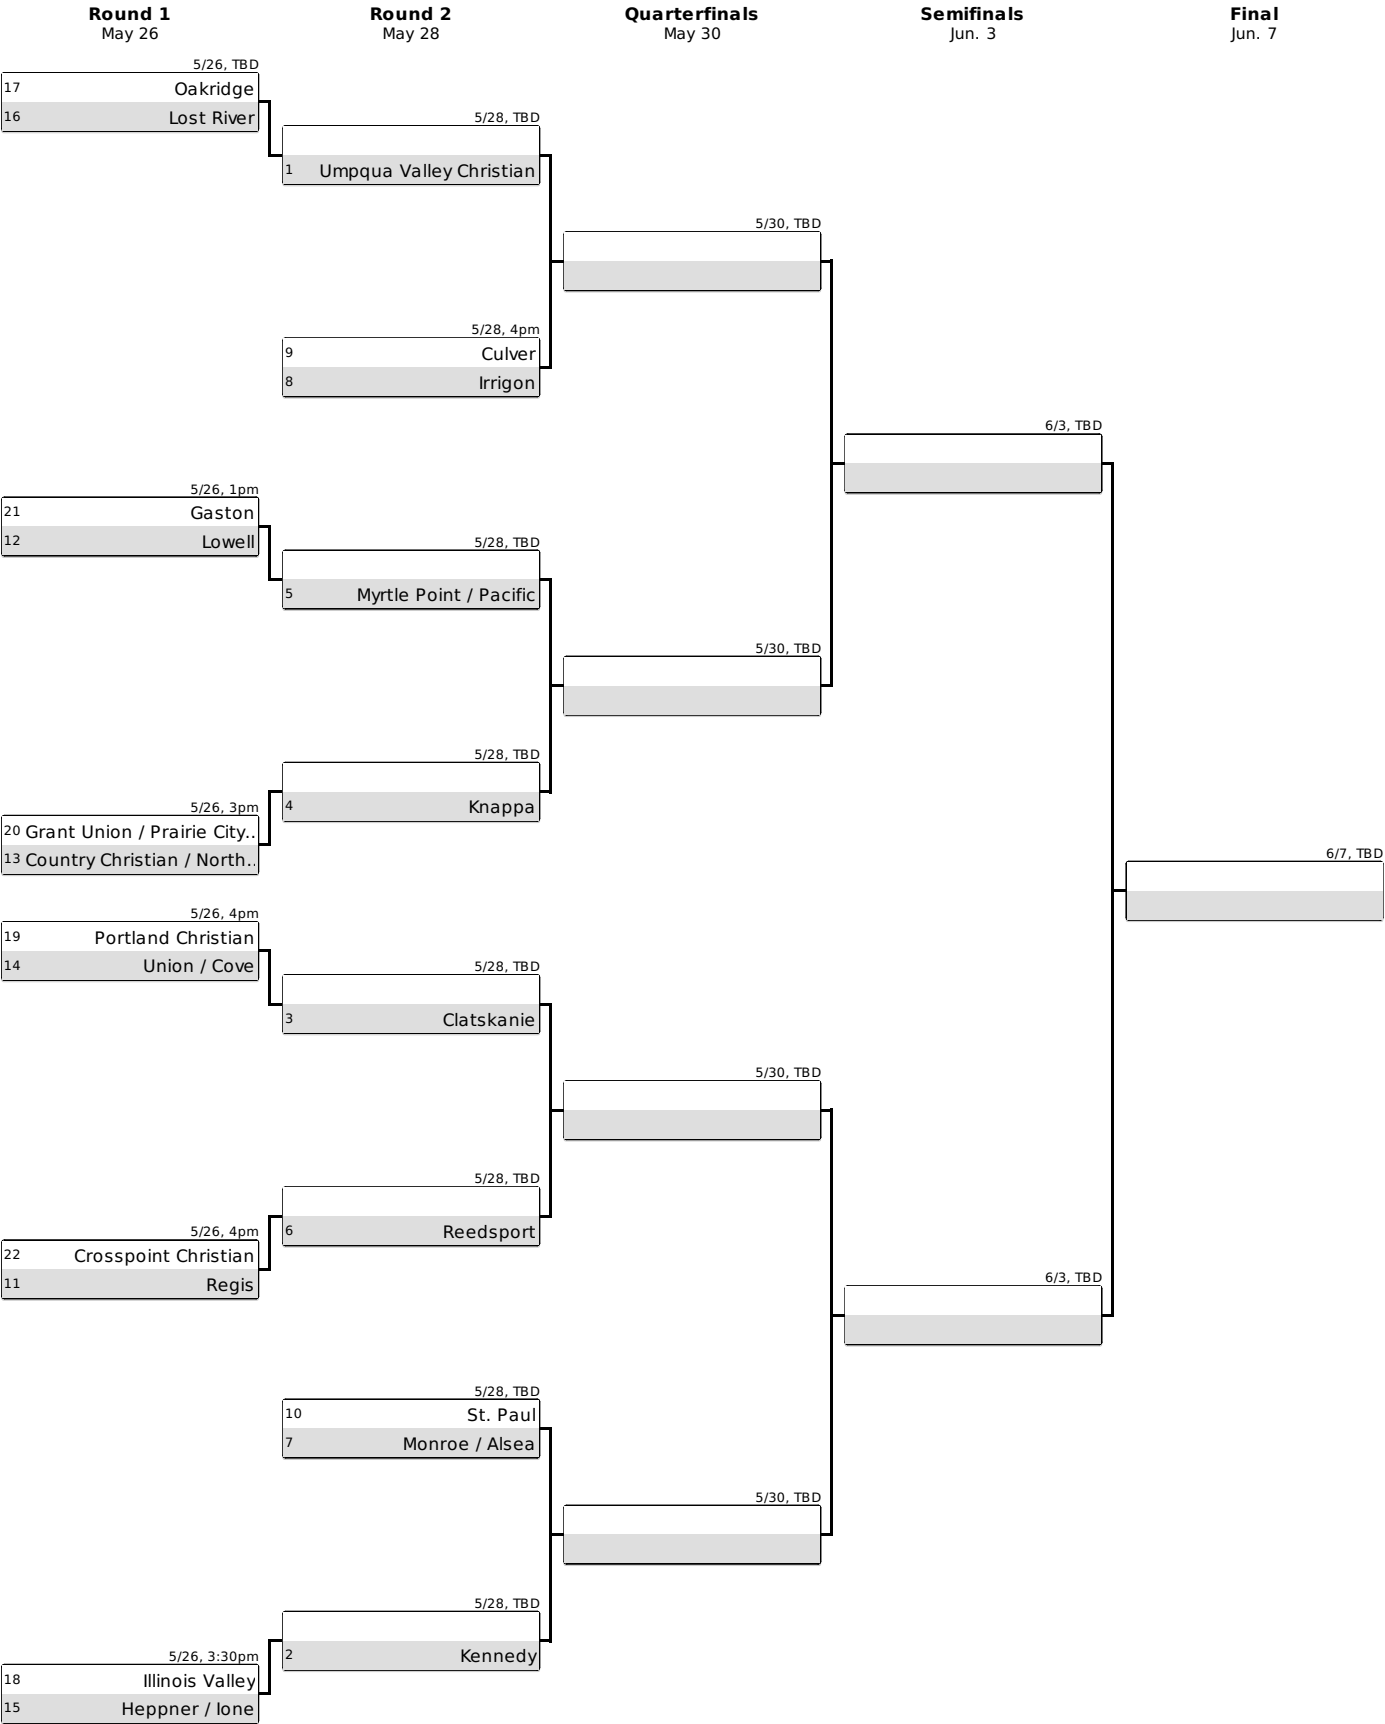 Round 1
May 26
Round 2
May 28
Quarterfinals
May 30
Semifinals
Jun. 3
Final
Jun. 7
5/26, TBD
17 Oakridge
16 Lost River
5/28, TBD
1 Umpqua Valley Christian
5/30, TBD
5/28, 4pm
9 Culver
8 Irrigon
6/3, TBD
5/26, 1pm
21 Gaston
12 Lowell
5/28, TBD
5 Myrtle Point / Pacific
5/30, TBD
5/28, TBD
4 Knappa
5/26, 3pm
20 Grant Union / Prairie City..
13 Country Christian / North..
6/7, TBD
5/26, 4pm
19 Portland Christian
14 Union / Cove
5/28, TBD
3 Clatskanie
5/30, TBD
5/28, TBD
6 Reedsport
5/26, 4pm
22 Crosspoint Christian
11 Regis
6/3, TBD
5/28, TBD
10 St. Paul
7 Monroe / Alsea
5/30, TBD
5/28, TBD
2 Kennedy
5/26, 3:30pm
18 Illinois Valley
15 Heppner / Ione